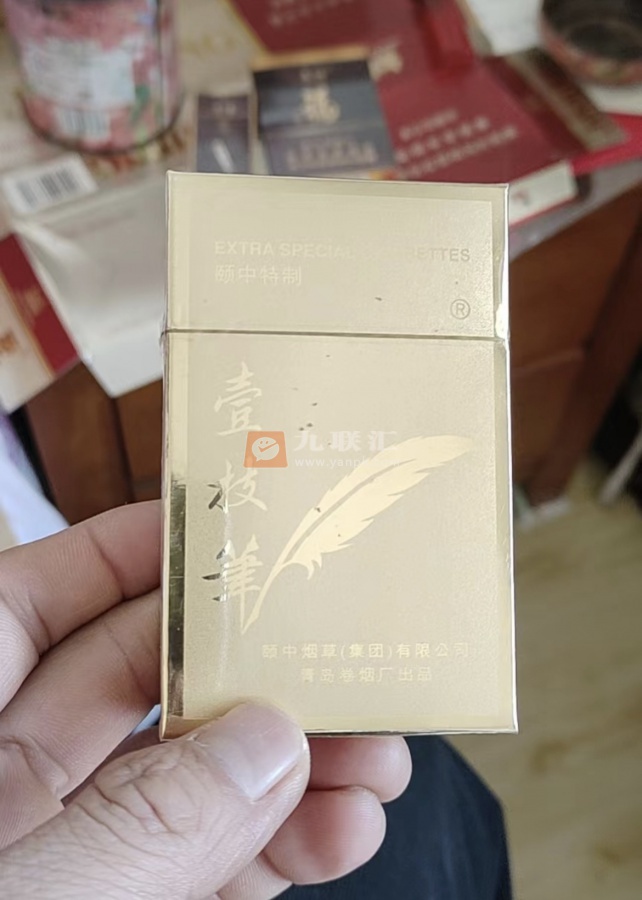 EXTRA SPECIAL CIGARETTES
颐中特制
®
壹枝筆
九联汇
颐中烟草(集团)有限公司
青岛卷烟厂出品